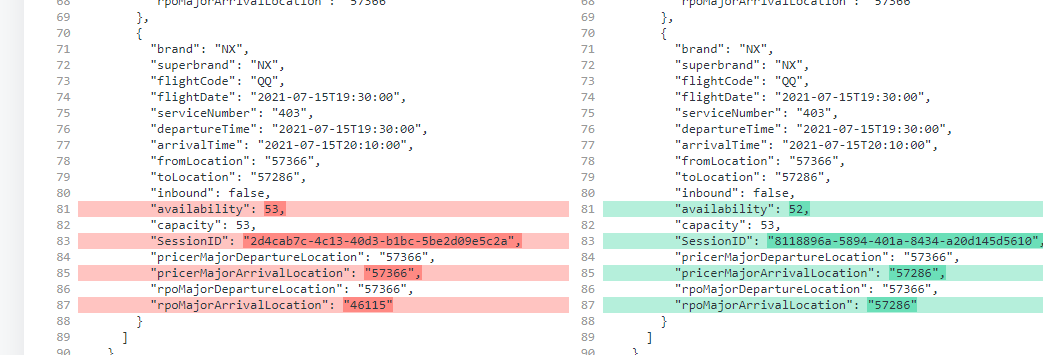 68 "rpoMajorArrivalLocation": "57366"
69 },
70 {
71 "brand": "NX",
72 "superbrand": "NX",
73 "flightCode": "QQ",
74 "flightDate": "2021-07-15T19:30:00",
75 "serviceNumber": "403",
76 "departureTime": "2021-07-15T19:30:00",
77 "arrivalTime": "2021-07-15T20:10:00",
78 "fromLocation": "57366",
79 "toLocation": "57286",
80 "inbound": false,
81 "availability": 53,
82 "capacity": 53,
83 "SessionID": "2d4cab7c-4c13-40d3-b1bc-5be2d09e5c2a",
84 "pricerMajorDepartureLocation": "57366",
85 "pricerMajorArrivalLocation": "57366",
86 "rpoMajorDepartureLocation": "57366",
87 "rpoMajorArrivalLocation": "46115"
88 }
89 ]
90 }
68 "rpoMajorArrivalLocation": "57366"
69 },
70 {
71 "brand": "NX",
72 "superbrand": "NX",
73 "flightCode": "QQ",
74 "flightDate": "2021-07-15T19:30:00",
75 "serviceNumber": "403",
76 "departureTime": "2021-07-15T19:30:00",
77 "arrivalTime": "2021-07-15T20:10:00",
78 "fromLocation": "57366",
79 "toLocation": "57286",
80 "inbound": false,
81 "availability": 52,
82 "capacity": 53,
83 "SessionID": "8118896a-5894-401a-8434-a20d145d5610",
84 "pricerMajorDepartureLocation": "57366",
85 "pricerMajorArrivalLocation": "57286",
86 "rpoMajorDepartureLocation": "57366",
87 "rpoMajorArrivalLocation": "57286"
88 }
89 ]
90 }